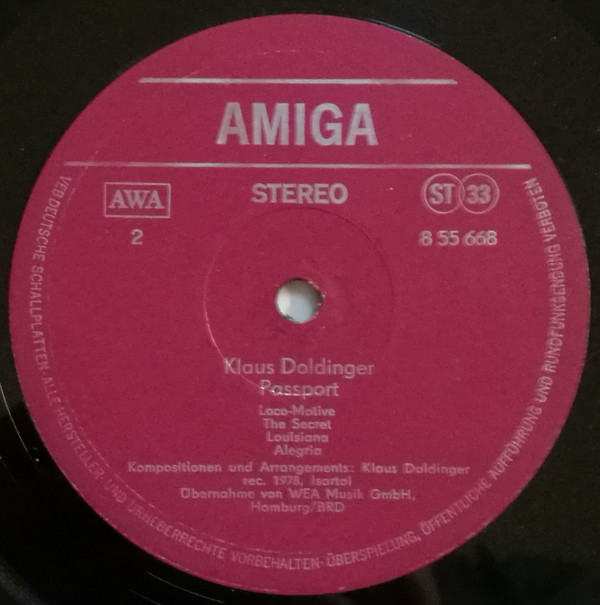 AMIGA
AWA
STEREO
ST 33
2
8 55 668
Klaus Doldinger
Passport
Loco-Motive
The Secret
Louisiana
Alegria
Kompositionen und Arrangements: Klaus Doldinger
rec. 1978, Isartal
Übernahme von WEA Musik GmbH,
Hamburg/BRD
VEB DEUTSCHE SCHALLPLATTEN · ALLE HERSTELLER- UND URHEBERRECHTE VORBEHALTEN · ÜBERSPIELUNG, ÖFFENTLICHE AUFFÜHRUNG UND RUNDFUNKSENDUNG VERBOTEN